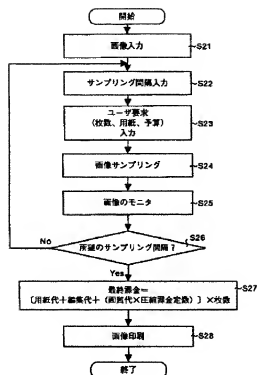 開始
画像入力
S21
サンプリング間隔入力
S22
ユーザ要求
(枚数、用紙、予算)
入力
S23
画像サンプリング
S24
画像のモニタ
S25
所望のサンプリング間隔?
S26
No
Yes
最終課金=
[用紙代+編集代+(画質代×圧縮課金定数)]×枚数
S27
画像印刷
S28
終了